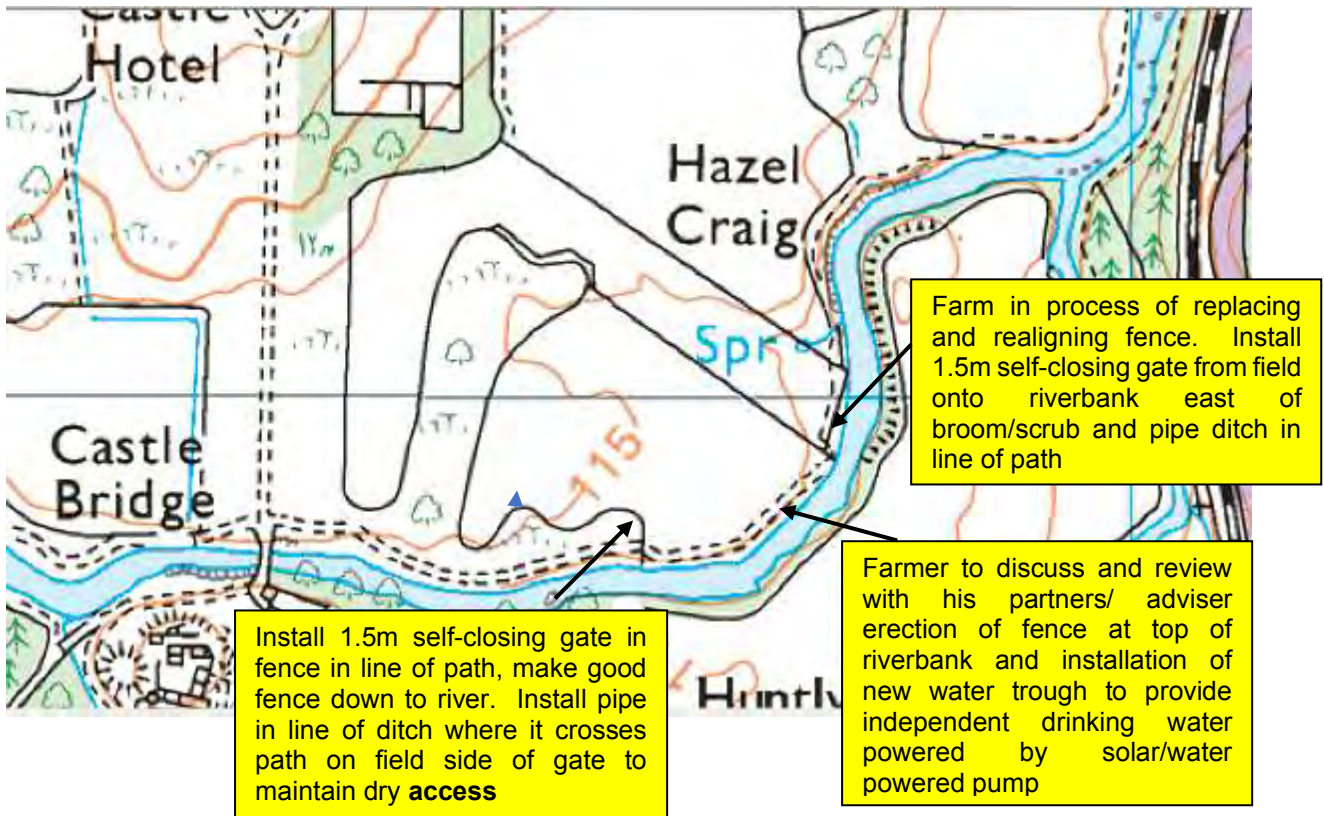 Castle
Hotel
Hazel
Craig
Spr
115
Castle
Bridge
Farm in process of replacing
and realigning fence. Install
1.5m self-closing gate from field
onto riverbank east of
broom/scrub and pipe ditch in
line of path
Install 1.5m self-closing gate in
fence in line of path, make good
fence down to river. Install pipe
in line of ditch where it crosses
path on field side of gate to
maintain dry access
Farmer to discuss and review
with his partners/ adviser
erection of fence at top of
riverbank and installation of
new water trough to provide
independent drinking water
powered by solar/water
powered pump
Huntly